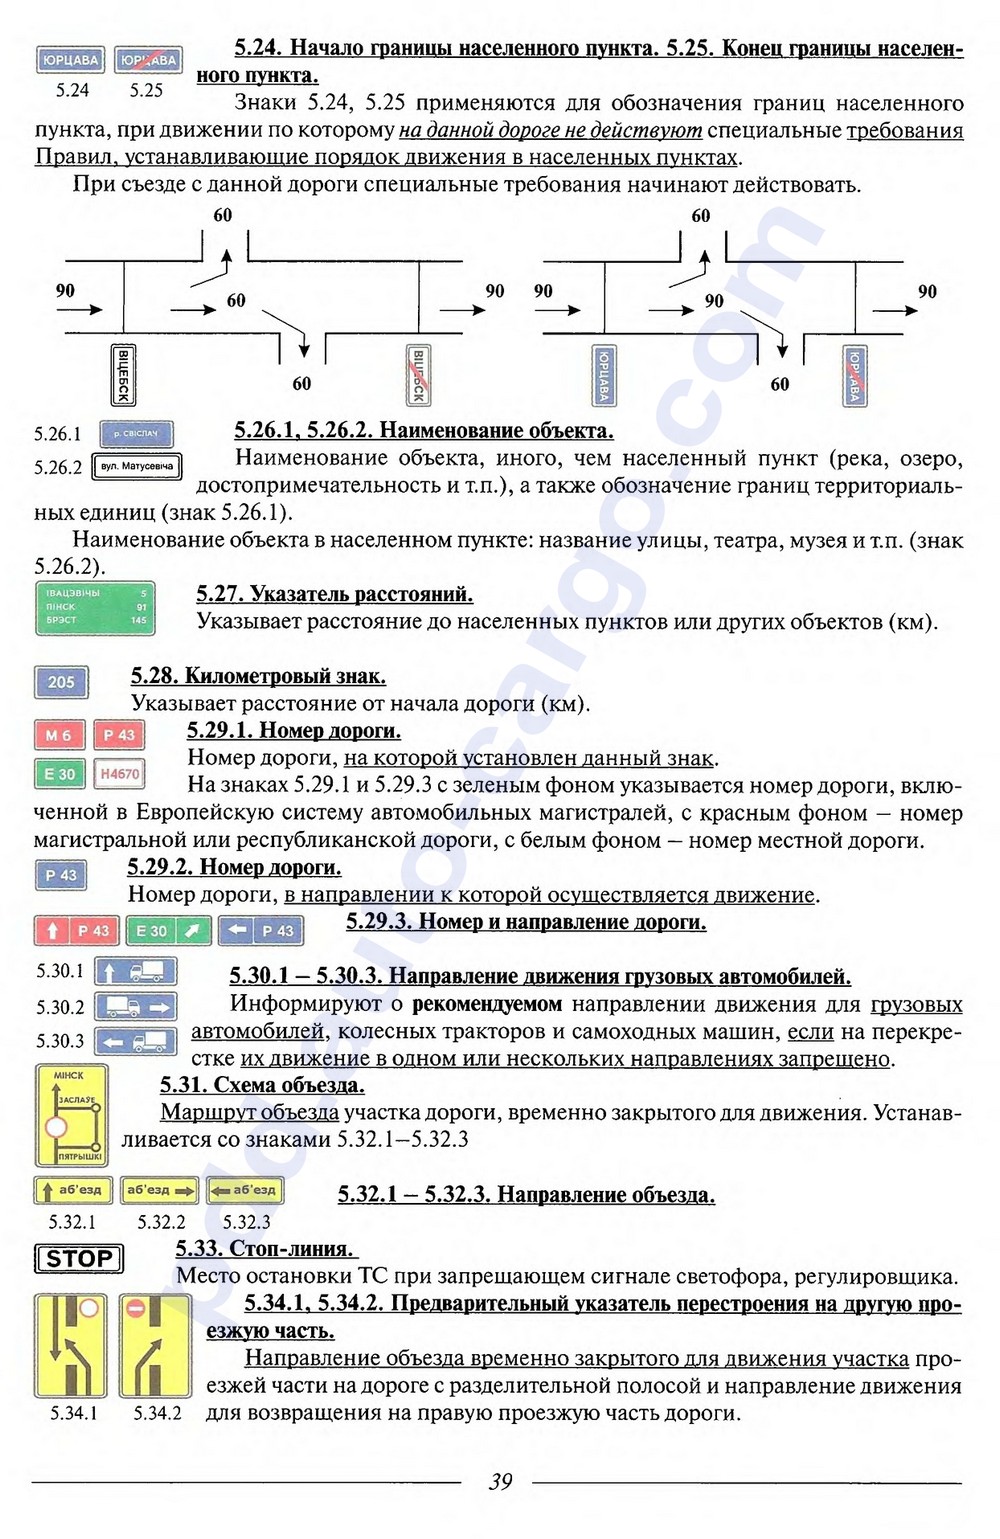 ЮРЦАВА ЮРЦАВА
5.24 5.25
5.24. Начало границы населенного пункта. 5.25. Конец границы населен-
ного пункта.
Знаки 5.24, 5.25 применяются для обозначения границ населенного
пункта, при движении по которому на данной дороге не действуют специальные требования
Правил, устанавливающие порядок движения в населенных пунктах.
При съезде с данной дороги специальные требования начинают действовать.
60 60
90 60 90 90 90 90
60 60
ВІЦЕБСК ВІЦЕБСК ЮРЦАВА ЮРЦАВА
5.26.1 р. СВІСЛАЧ
5.26.2 вул. Матусевіча
5.26.1, 5.26.2. Наименование объекта.
Наименование объекта, иного, чем населенный пункт (река, озеро,
достопримечательность и т.п.), а также обозначение границ территориаль-
ных единиц (знак 5.26.1).
Наименование объекта в населенном пункте: название улицы, театра, музея и т.п. (знак
5.26.2).
ІВАЦЭВІЧЫ 5
ПІНСК 91
БРЭСТ 145
5.27. Указатель расстояний.
Указывает расстояние до населенных пунктов или других объектов (км).
205
5.28. Километровый знак.
Указывает расстояние от начала дороги (км).
М 6 Р 43
Е 30 Н4670
5.29.1. Номер дороги.
Номер дороги, на которой установлен данный знак.
На знаках 5.29.1 и 5.29.3 с зеленым фоном указывается номер дороги, вклю-
ченной в Европейскую систему автомобильных магистралей, с красным фоном – номер
магистральной или республиканской дороги, с белым фоном – номер местной дороги.
Р 43
5.29.2. Номер дороги.
Номер дороги, в направлении к которой осуществляется движение.
Р 43 Е 30 Р 43
5.29.3. Номер и направление дороги.
5.30.1
5.30.2
5.30.3
5.30.1 – 5.30.3. Направление движения грузовых автомобилей.
Информируют о рекомендуемом направлении движения для грузовых
автомобилей, колесных тракторов и самоходных машин, если на перекре-
стке их движение в одном или нескольких направлениях запрещено.
МІНСК
ЗАСЛАЎЕ
ПЯТРЫШКІ
5.31. Схема объезда.
Маршрут объезда участка дороги, временно закрытого для движения. Устанав-
ливается со знаками 5.32.1–5.32.3
аб'езд аб'езд аб'езд
5.32.1 5.32.2 5.32.3
5.32.1 – 5.32.3. Направление объезда.
STOP
5.33. Стоп-линия.
Место остановки ТС при запрещающем сигнале светофора, регулировщика.
5.34.1, 5.34.2. Предварительный указатель перестроения на другую про-
езжую часть.
Направление объезда временно закрытого для движения участка про-
езжей части на дороге с разделительной полосой и направление движения
для возвращения на правую проезжую часть дороги.
5.34.1 5.34.2
39
pdd.auto-cargo.com